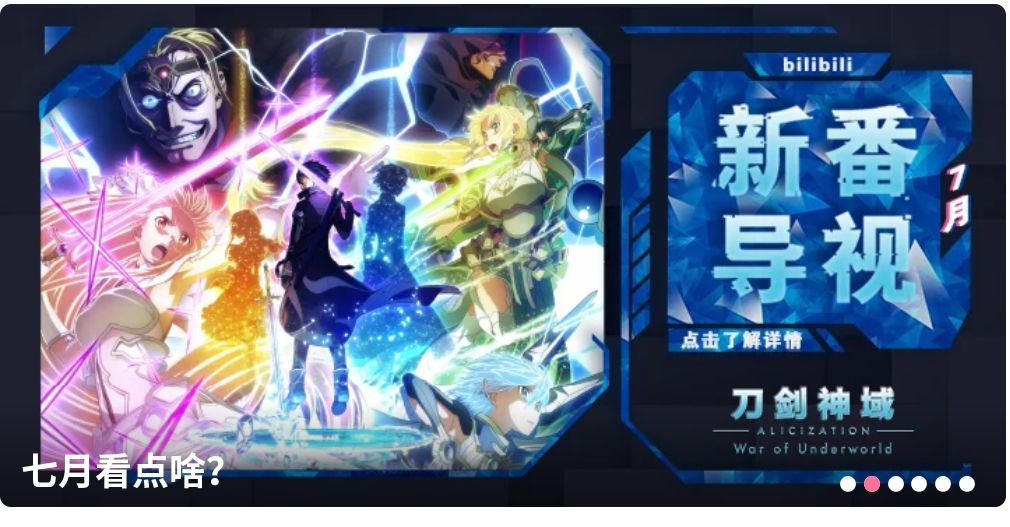 bilibili
新番
导视
7月
点击了解详情
刀剑神域
ALICIZATION
War of Underworld
七月看点啥?